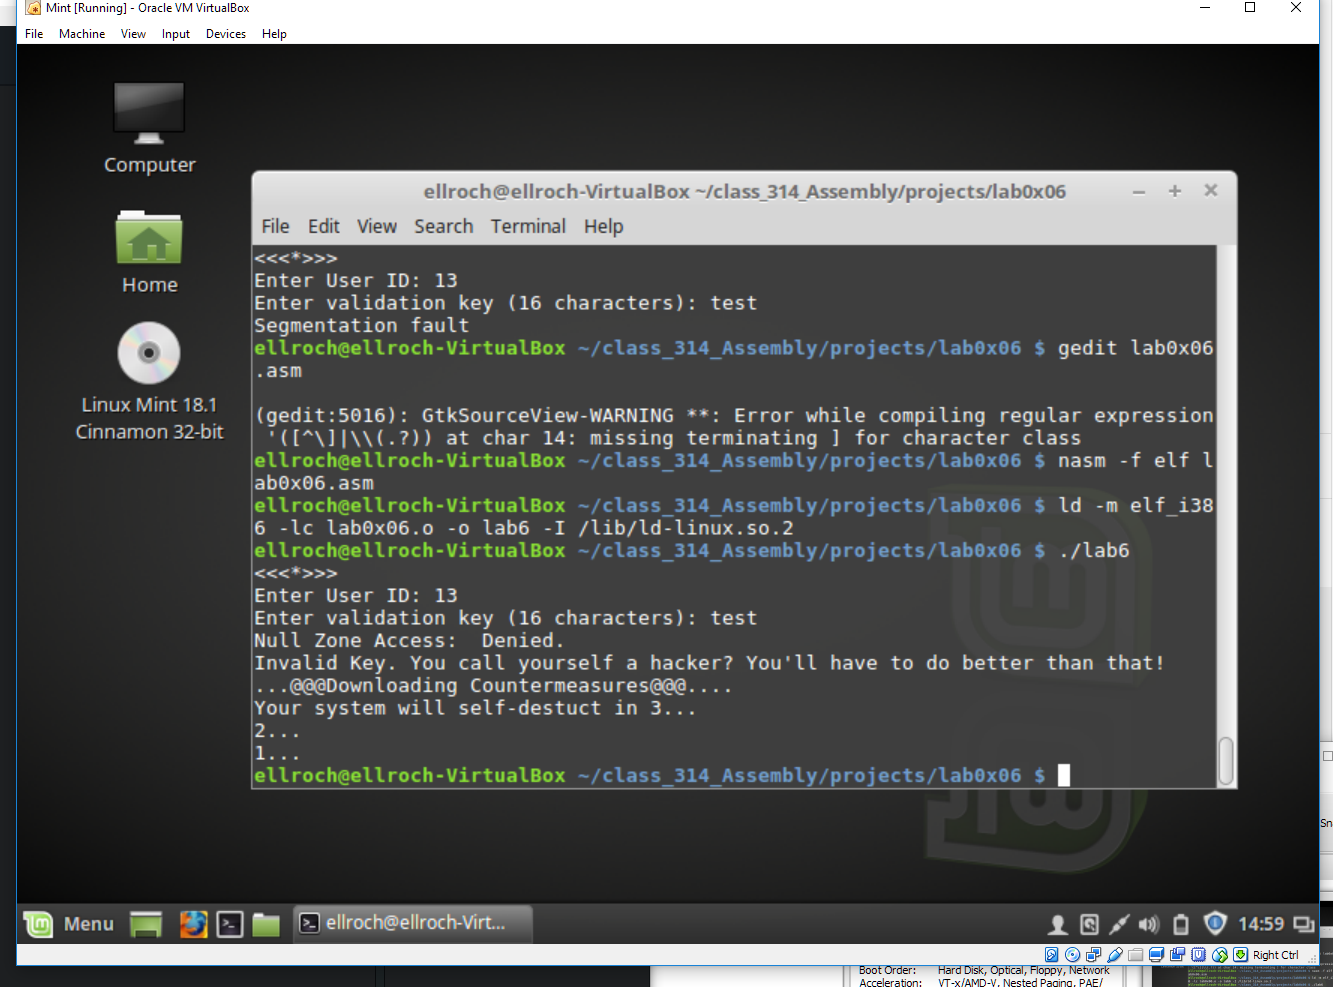 Mint [Running] - Oracle VM VirtualBox
File Machine View Input Devices Help
Computer
Home
Linux Mint 18.1
Cinnamon 32-bit
ellroch@ellroch-VirtualBox ~/class_314_Assembly/projects/lab0x06
File Edit View Search Terminal Help
<<<*>>>
Enter User ID: 13
Enter validation key (16 characters): test
Segmentation fault
ellroch@ellroch-VirtualBox ~/class_314_Assembly/projects/lab0x06 $ gedit lab0x06
.asm
(gedit:5016): GtkSourceView-WARNING **: Error while compiling regular expression
'([^\]|\\(.?)) at char 14: missing terminating ] for character class
ellroch@ellroch-VirtualBox ~/class_314_Assembly/projects/lab0x06 $ nasm -f elf l
ab0x06.asm
ellroch@ellroch-VirtualBox ~/class_314_Assembly/projects/lab0x06 $ ld -m elf_i38
6 -lc lab0x06.o -o lab6 -I /lib/ld-linux.so.2
ellroch@ellroch-VirtualBox ~/class_314_Assembly/projects/lab0x06 $ ./lab6
<<<*>>>
Enter User ID: 13
Enter validation key (16 characters): test
Null Zone Access:  Denied.
Invalid Key. You call yourself a hacker? You'll have to do better than that!
...@@@Downloading Countermeasures@@@....
Your system will self-destuct in 3...
2...
1...
ellroch@ellroch-VirtualBox ~/class_314_Assembly/projects/lab0x06 $
Menu
ellroch@ellroch-Virt...
14:59
Right Ctrl
Boot Order: Hard Disk, Optical, Floppy, Network
Acceleration: VT-x/AMD-V, Nested Paging, PAE/